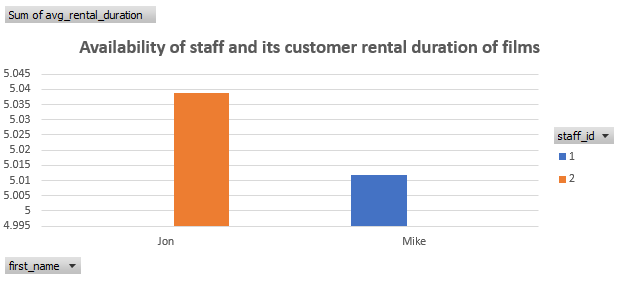 Sum of avg_rental_duration
Availability of staff and its customer rental duration of films
5.045
5.04
5.035
5.03
5.025
5.02
5.015
5.01
5.005
5
4.995
Jon
Mike
staff_id
1
2
first_name